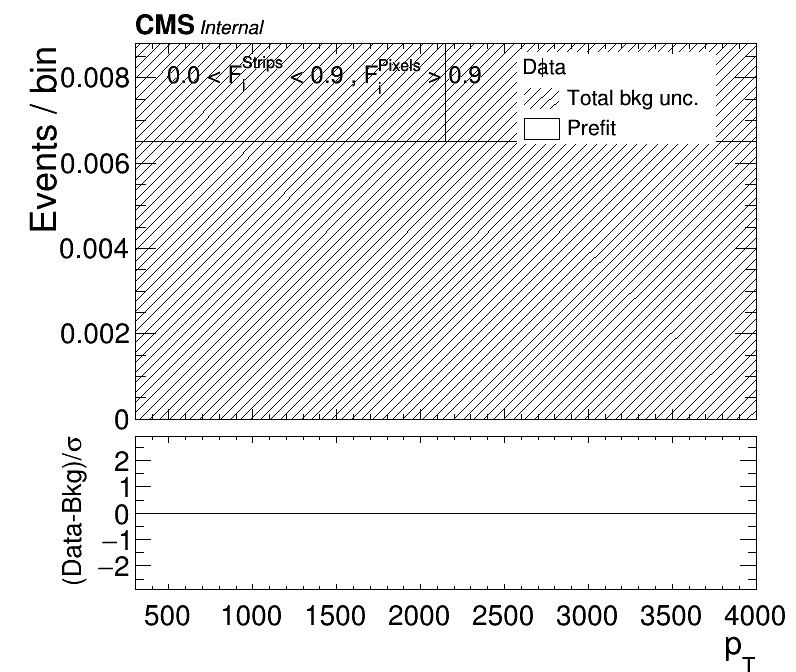 CMS Internal
Events / bin
0.008
0.006
0.004
0.002
0
0.0 < F_i^Strips < 0.9 , F_i^Pixels > 0.9
Data
Total bkg unc.
Prefit
(Data-Bkg)/σ
2
1
0
−1
−2
500 1000 1500 2000 2500 3000 3500 4000
p_T